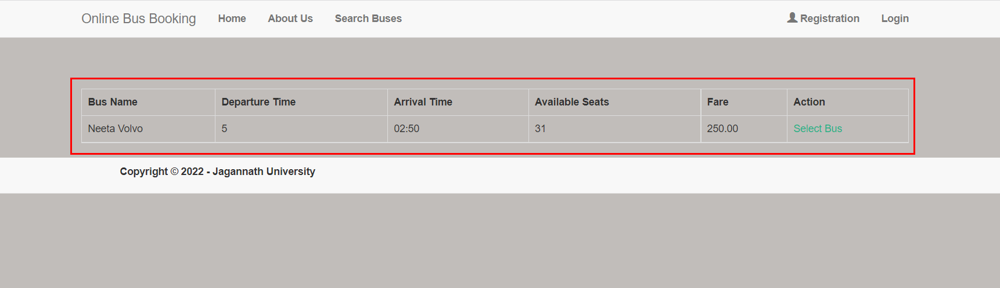 Online Bus Booking Home About Us Search Buses Registration Login
Bus Name Departure Time Arrival Time Available Seats Fare Action
Neeta Volvo 5 02:50 31 250.00 Select Bus
Copyright © 2022 - Jagannath University